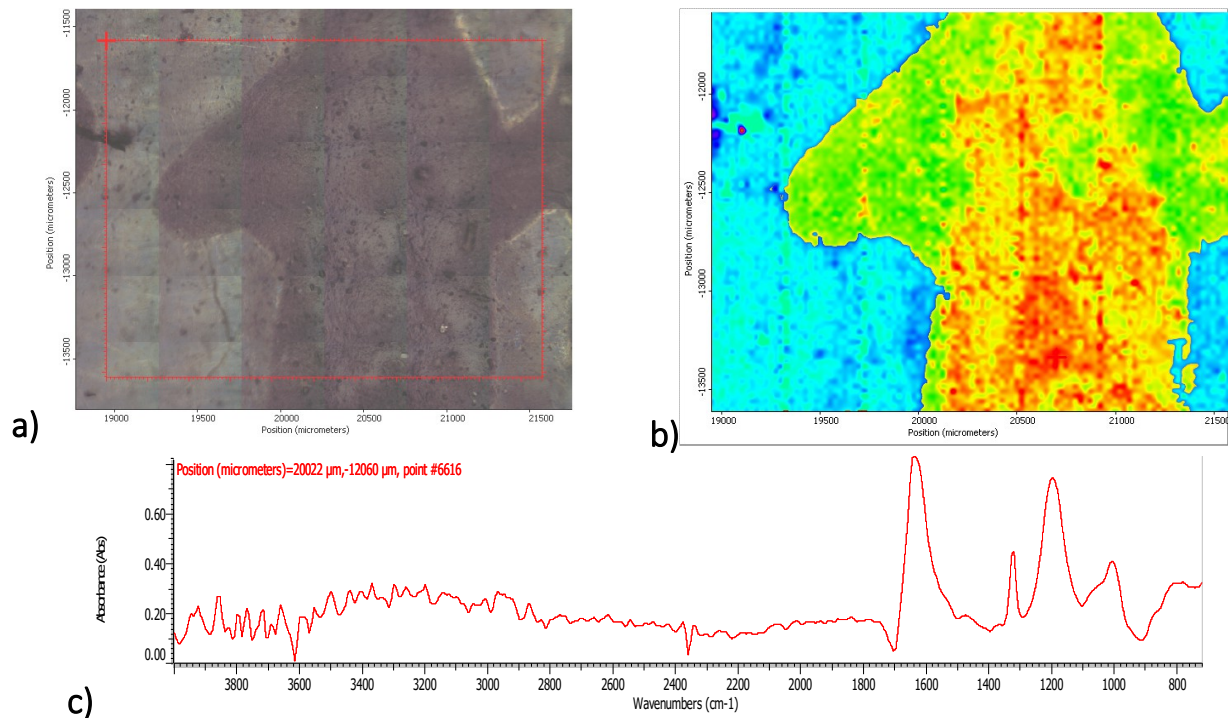 -11500
-12000
-12500
-13000
-13500
Position (micrometers)
19000 19500 20000 20500 21000 21500
Position (micrometers)
a)
-12000
-12500
-13000
-13500
Position (micrometers)
19000 19500 20000 20500 21000 21500
Position (micrometers)
b)
Position (micrometers)=20022 µm,-12060 µm, point #6616
Absorbance (Abs)
0.60
0.40
0.20
0.00
3800 3600 3400 3200 3000 2800 2600 2400 2200 2000 1800 1600 1400 1200 1000 800
Wavenumbers (cm-1)
c)